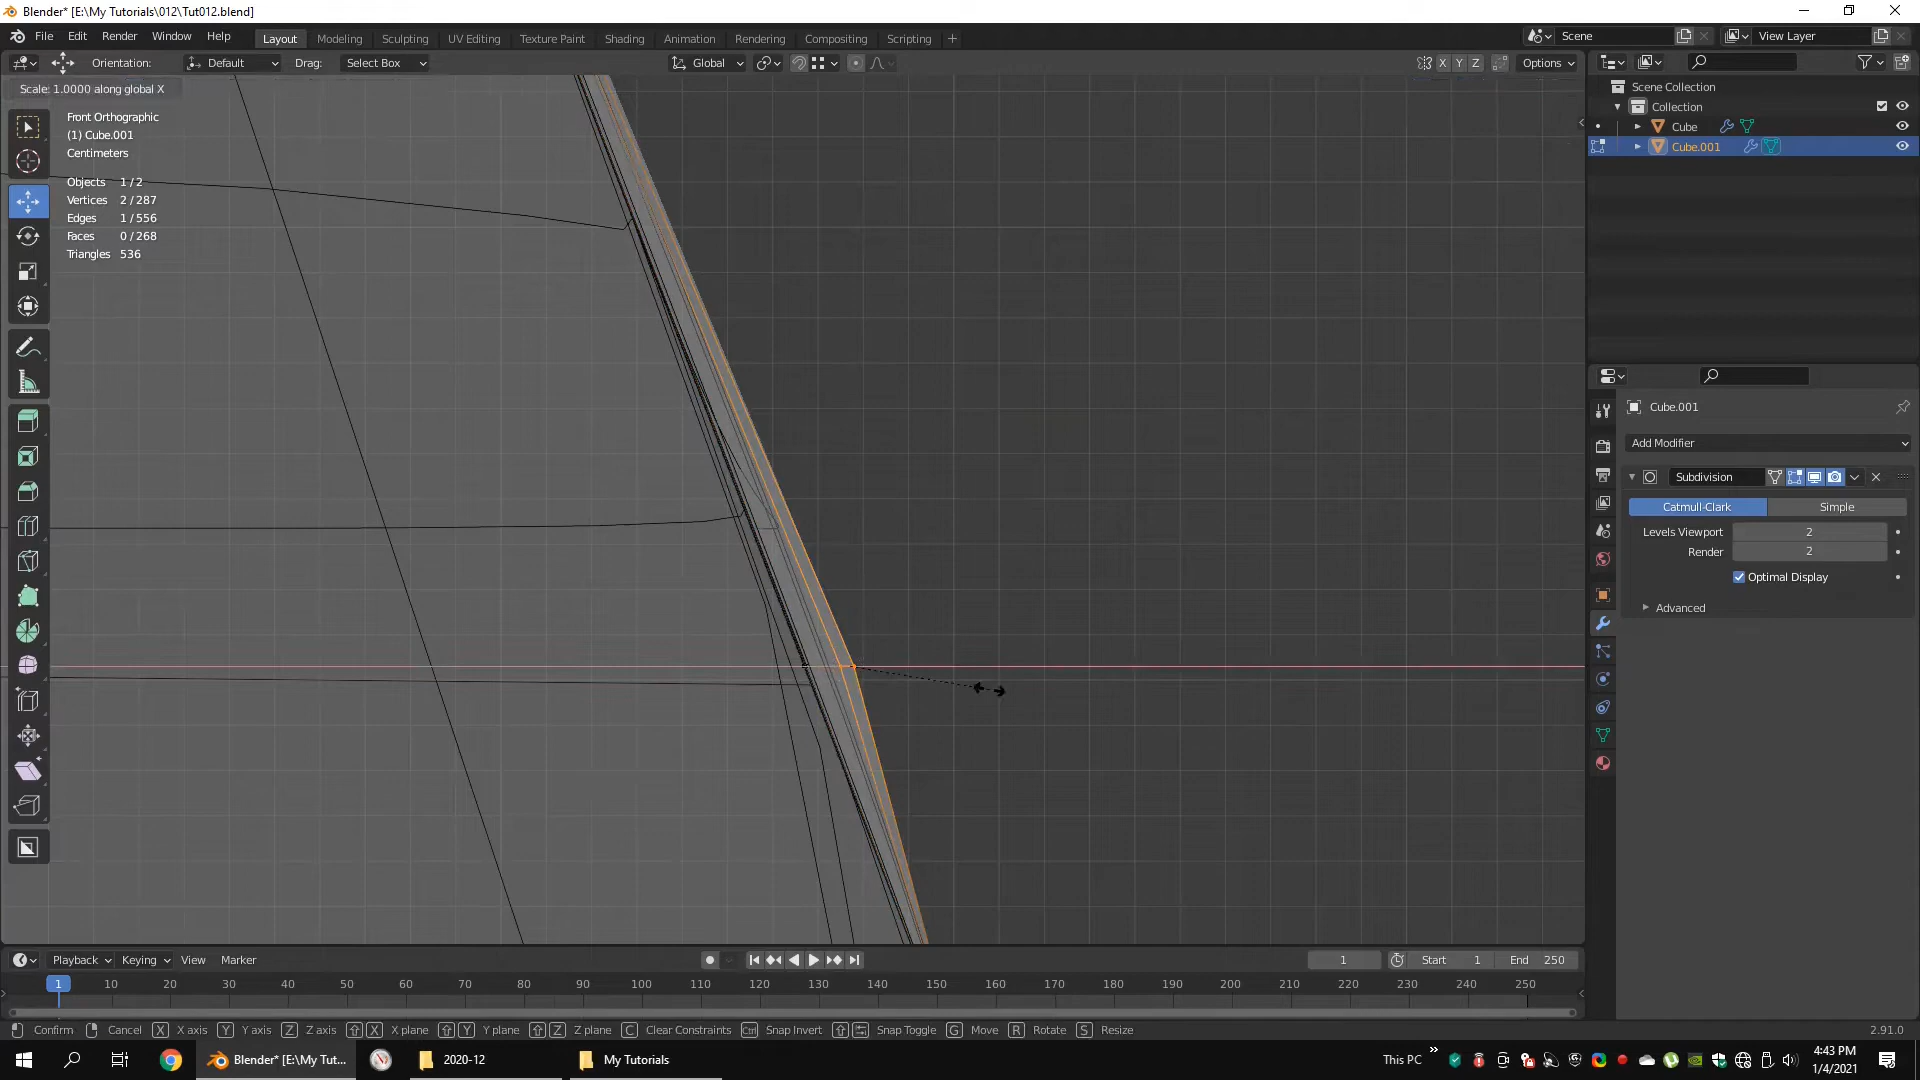 Blender* [E:\My Tutorials\012\Tut012.blend]
File Edit Render Window Help Layout Modeling Sculpting UV Editing Texture Paint Shading Animation Rendering Compositing Scripting + Scene View Layer
Orientation: Default Drag: Select Box Global X Y Z Options
Scale: 1.0000 along global X
Front Orthographic
(1) Cube.001
Centimeters
Objects 1 / 2
Vertices 2 / 287
Edges 1 / 556
Faces 0 / 268
Triangles 536
Scene Collection
Collection
Cube
Cube.001
Cube.001
Add Modifier
Subdivision
Catmull-Clark Simple
Levels Viewport 2
Render 2
Optimal Display
Advanced
Playback Keying View Marker 1 Start 1 End 250
1 10 20 30 40 50 60 70 80 90 100 110 120 130 140 150 160 170 180 190 200 210 220 230 240 250
Confirm Cancel X X axis Y Y axis Z Z axis X X plane Y Y plane Z Z plane C Clear Constraints Ctrl Snap Invert Snap Toggle G Move R Rotate S Resize 2.91.0
Blender* [E:\My Tut... 2020-12 My Tutorials This PC » 4:43 PM
1/4/2021